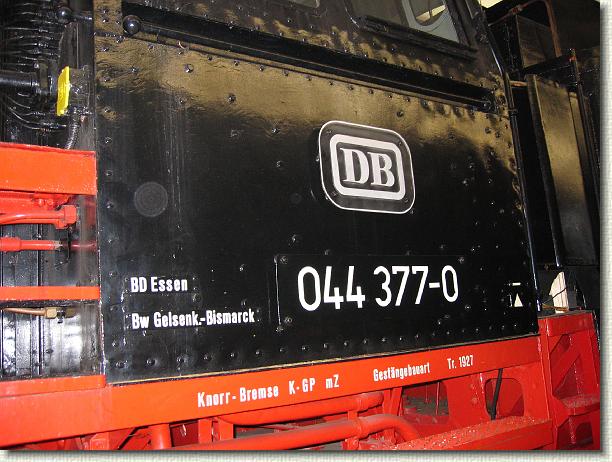 DB
044 377-0
BD Essen
Bw Gelsenk.-Bismarck
Knorr-Bremse K-GP mZ Gestängebauart Tr. 1927